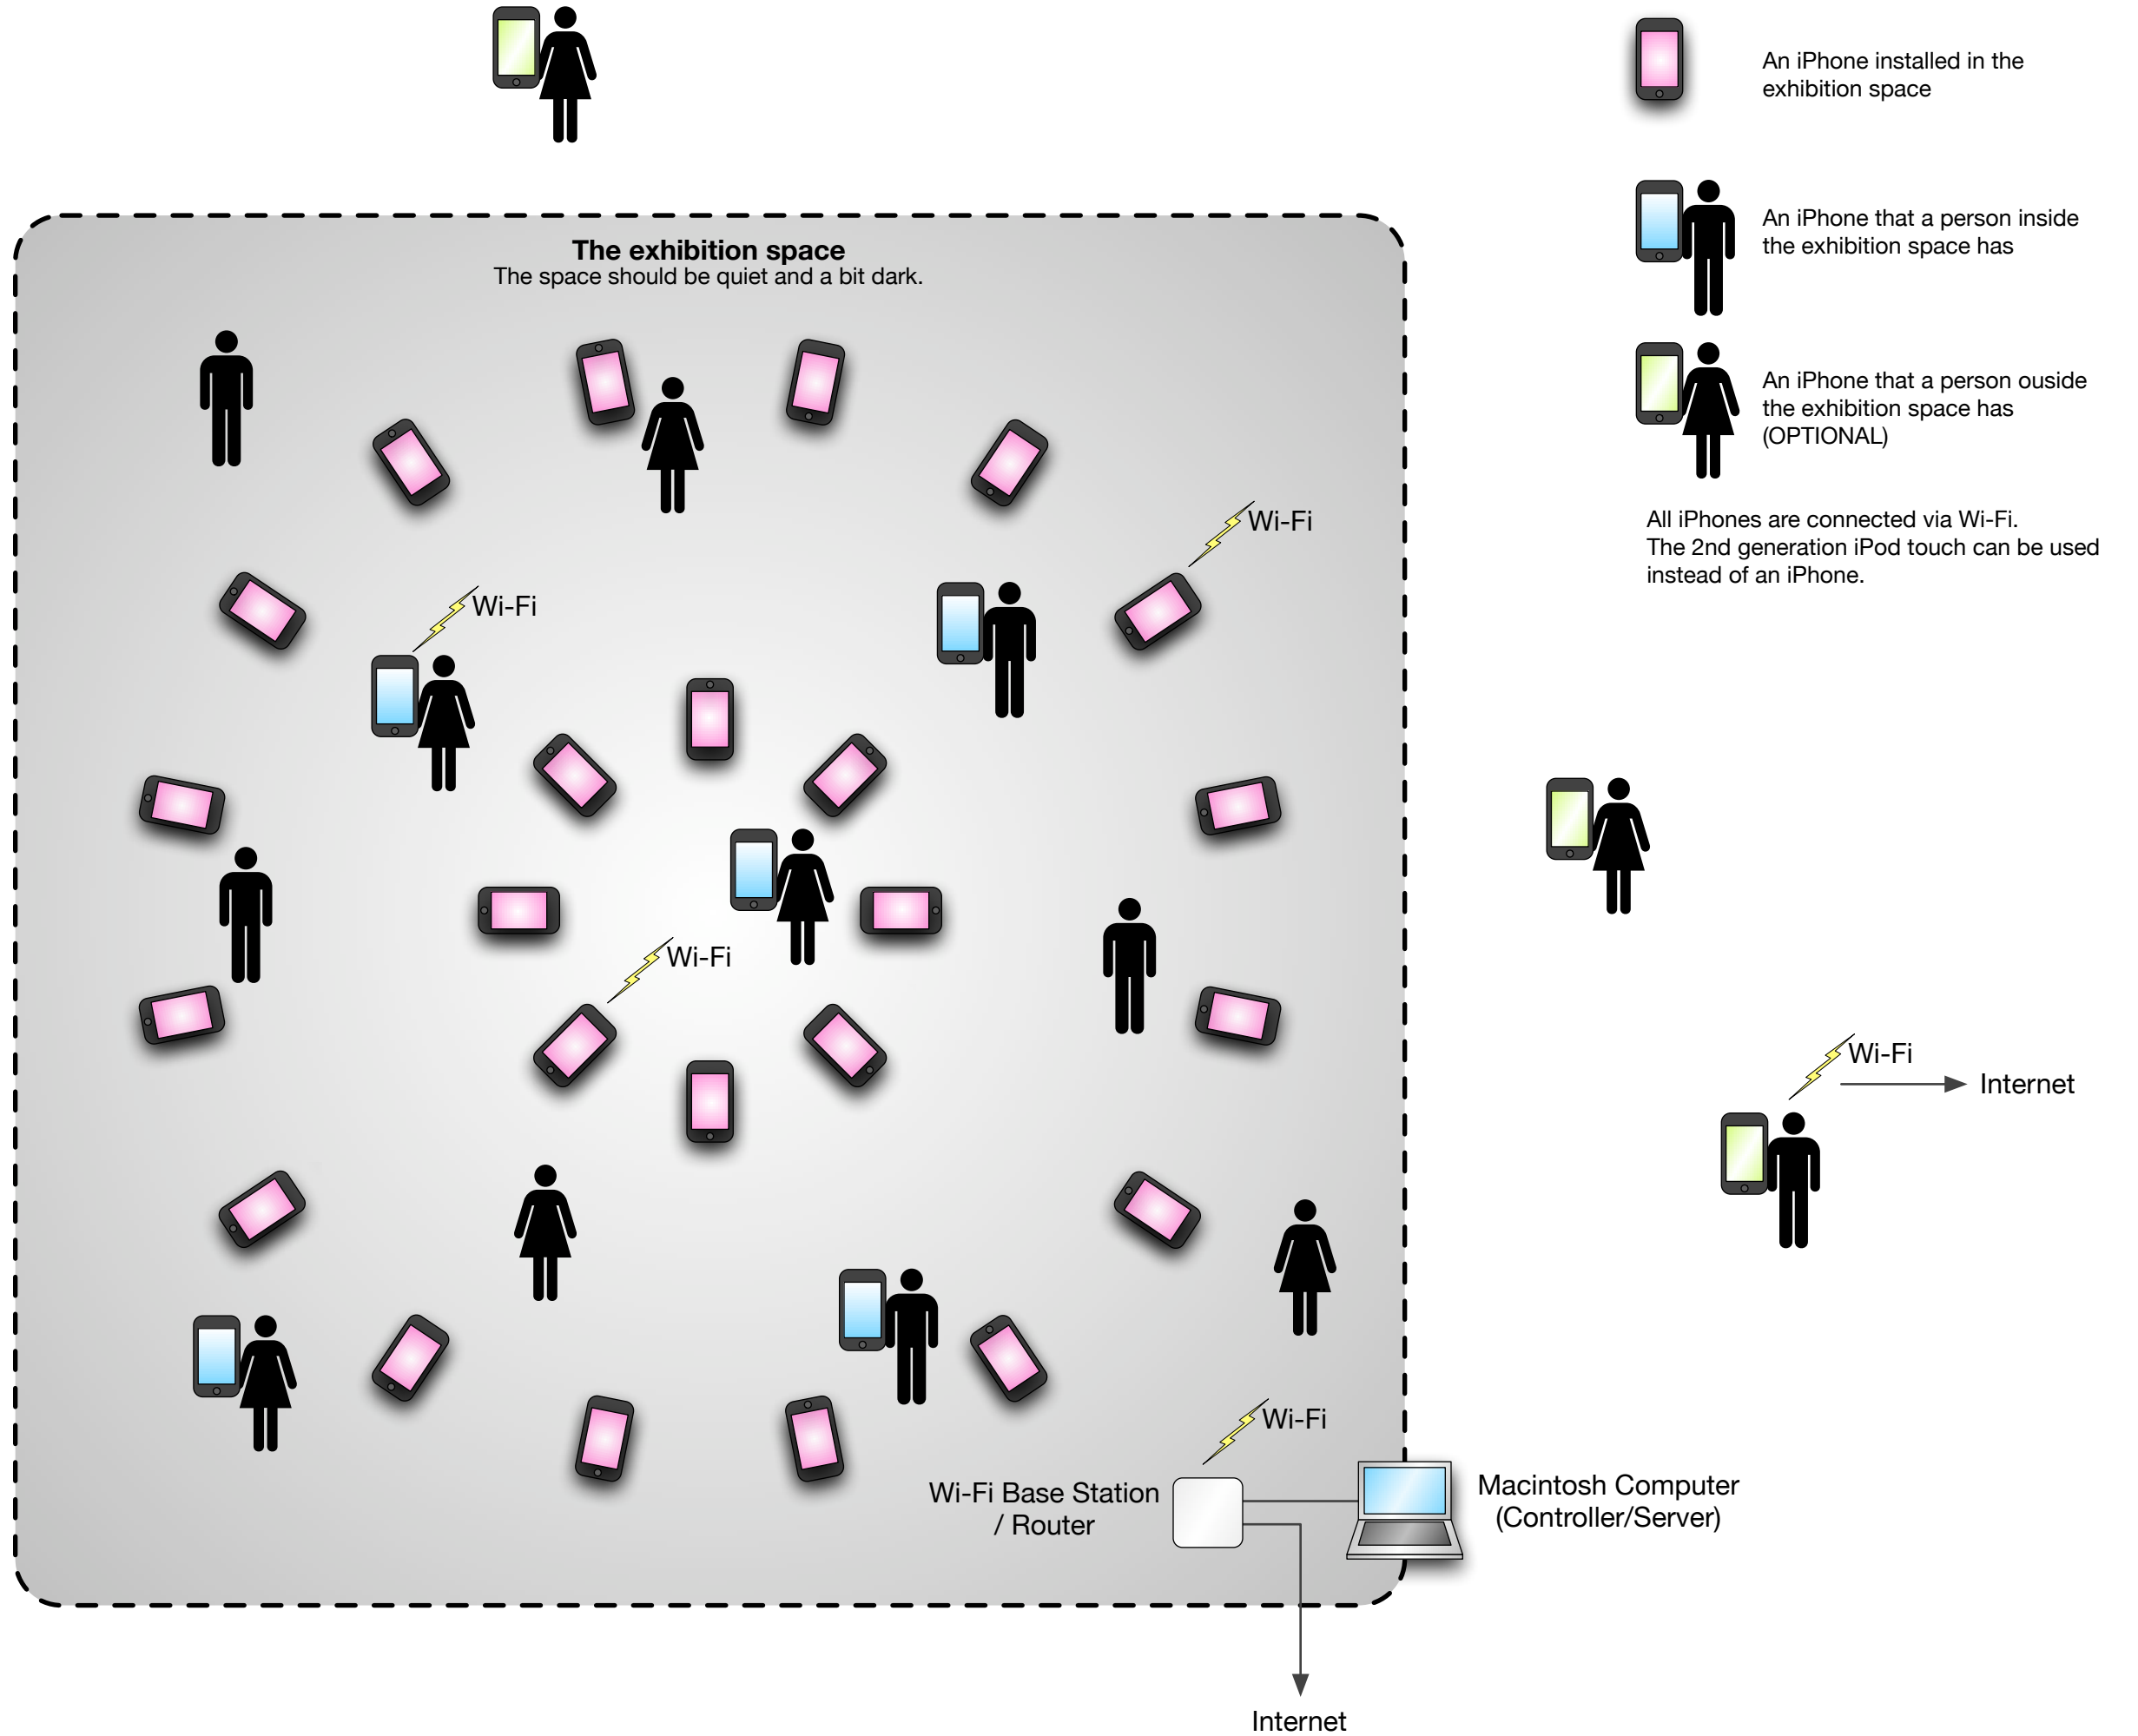 An iPhone installed in the
exhibition space
An iPhone that a person inside
the exhibition space has
An iPhone that a person ouside
the exhibition space has
(OPTIONAL)
All iPhones are connected via Wi-Fi.
The 2nd generation iPod touch can be used
instead of an iPhone.
The exhibition space
The space should be quiet and a bit dark.
Wi-Fi
Wi-Fi
Wi-Fi
Wi-Fi
Internet
Wi-Fi
Wi-Fi Base Station
/ Router
Macintosh Computer
(Controller/Server)
Internet